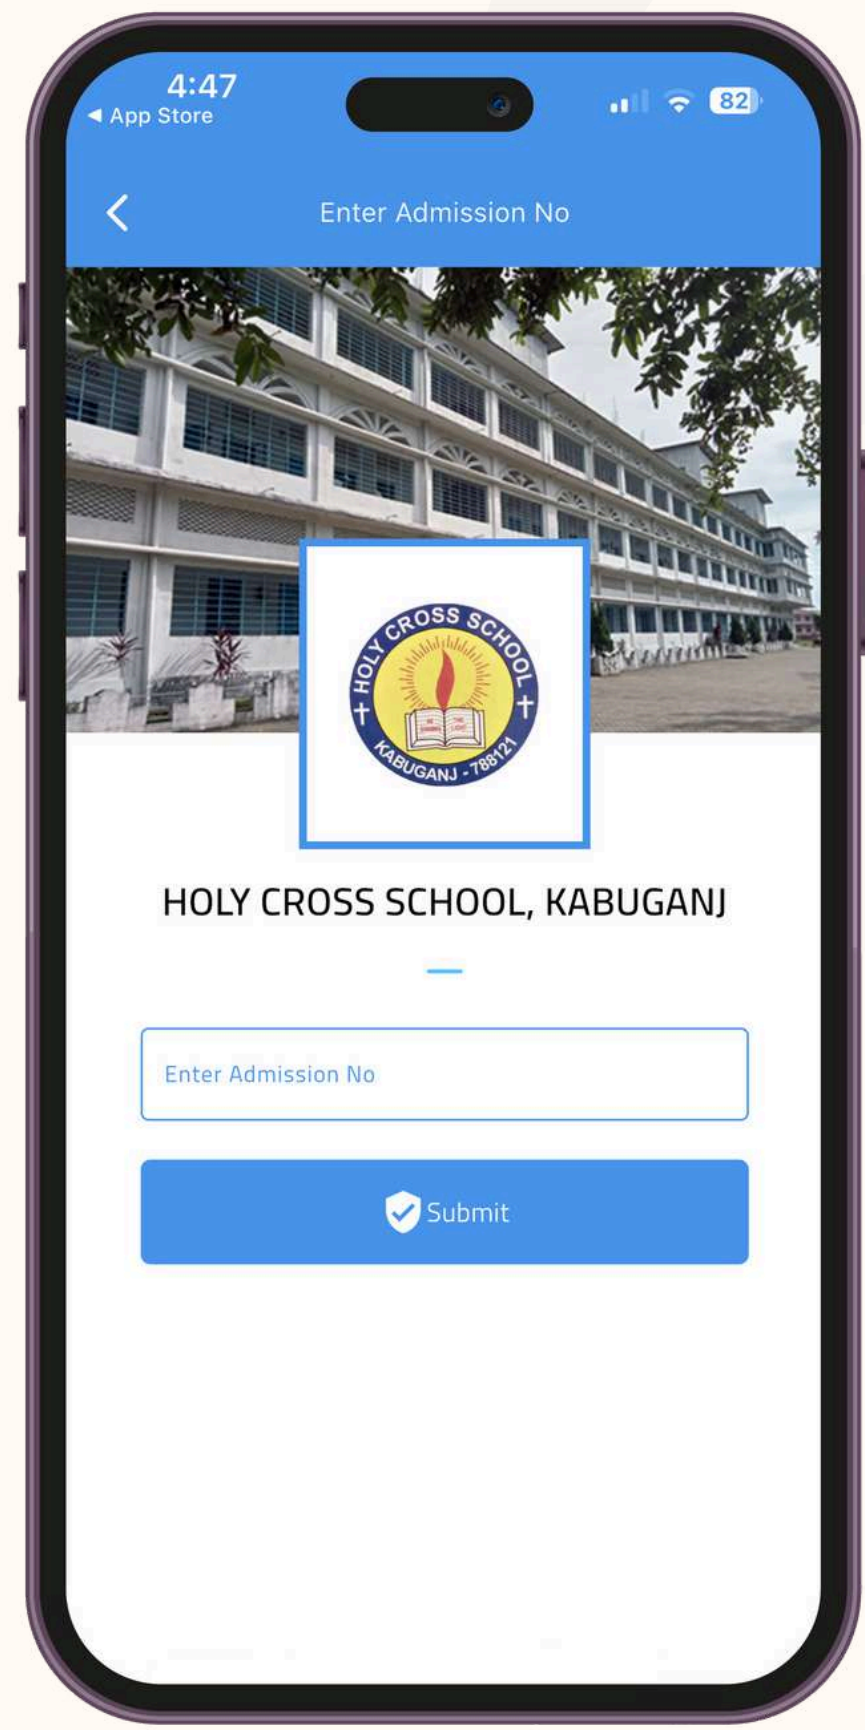 4:47
App Store
82
Enter Admission No
HOLY CROSS SCHOOL
KABUGANJ - 788121
HOLY CROSS SCHOOL, KABUGANJ
Enter Admission No
Submit